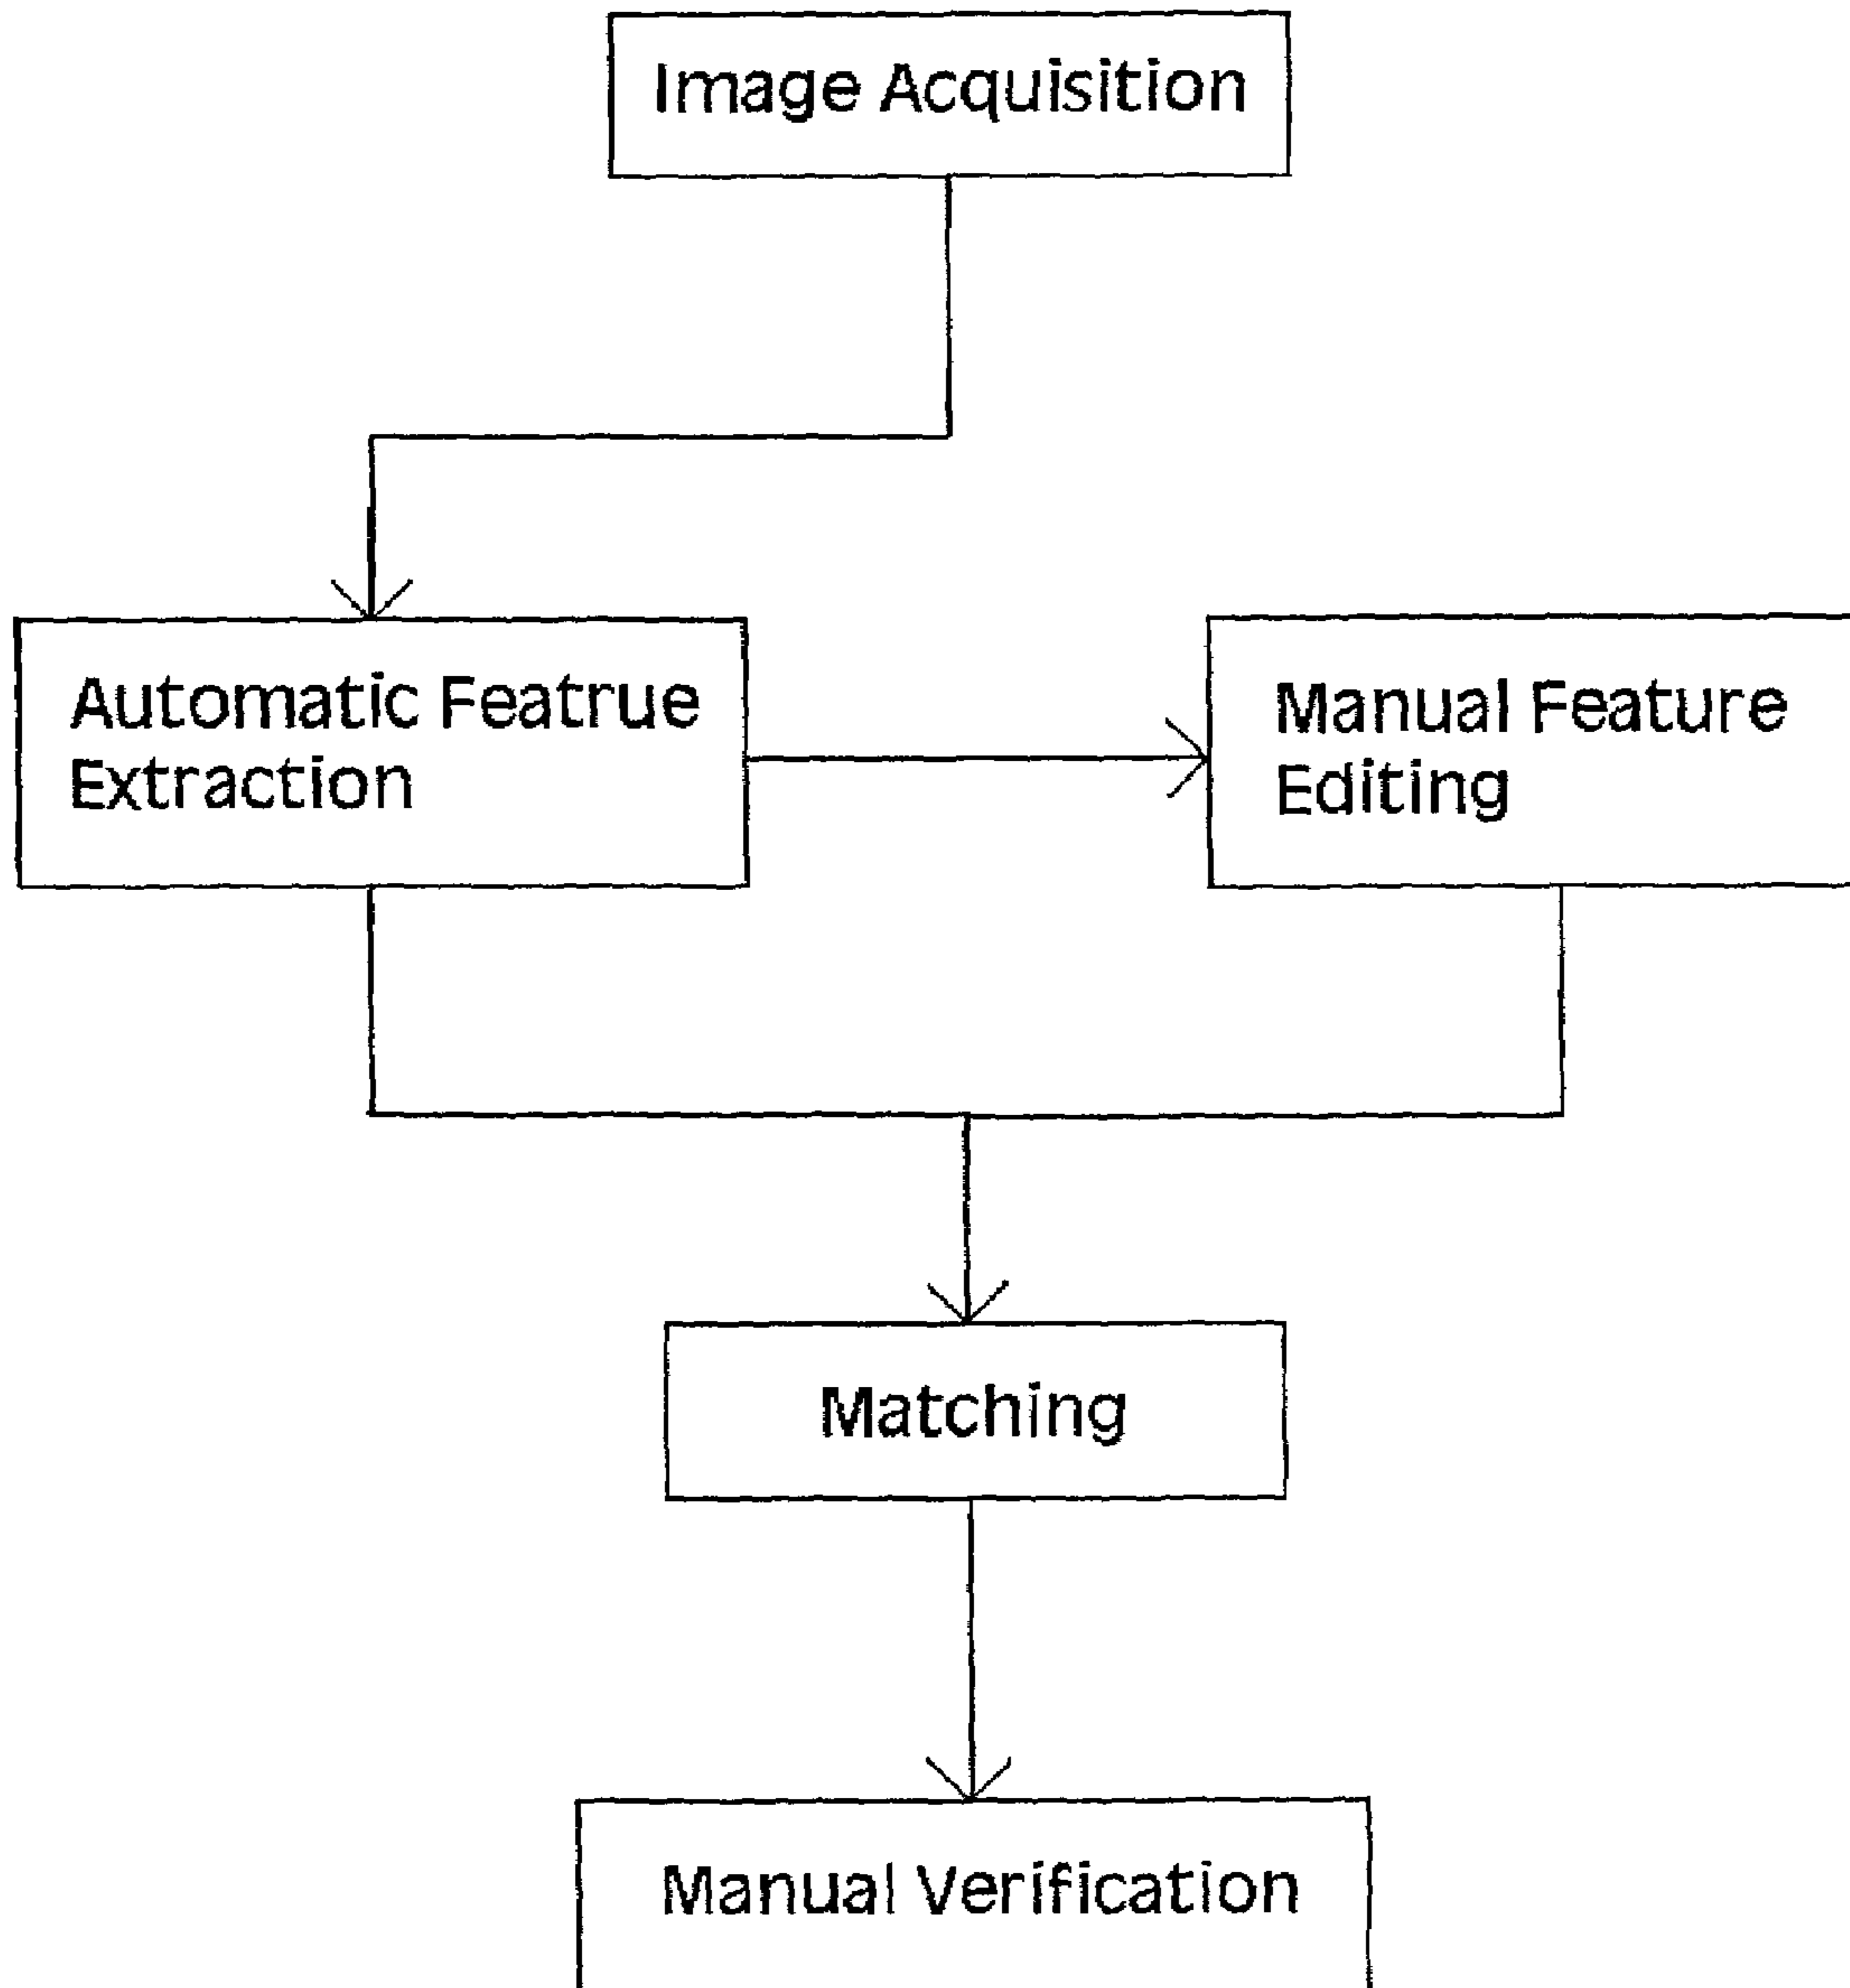 Image Acquisition
Automatic Featrue
Extraction
Manual Feature
Editing
Matching
Manual Verification